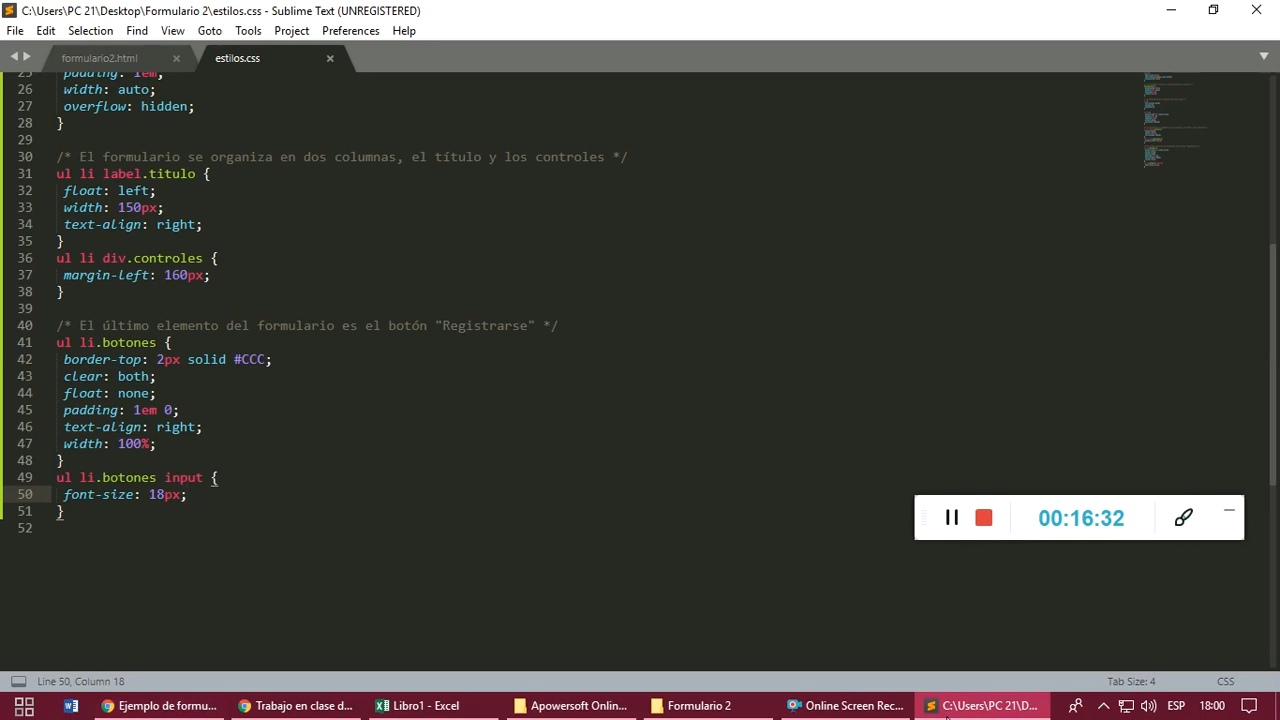 C:\Users\PC 21\Desktop\Formulario 2\estilos.css - Sublime Text (UNREGISTERED)
File Edit Selection Find View Goto Tools Project Preferences Help
formulario2.html estilos.css
25 padding: 1em;
26 width: auto;
27 overflow: hidden;
28 }
29
30 /* El formulario se organiza en dos columnas, el título y los controles */
31 ul li label.titulo {
32 float: left;
33 width: 150px;
34 text-align: right;
35 }
36 ul li div.controles {
37 margin-left: 160px;
38 }
39
40 /* El último elemento del formulario es el botón "Registrarse" */
41 ul li.botones {
42 border-top: 2px solid #CCC;
43 clear: both;
44 float: none;
45 padding: 1em 0;
46 text-align: right;
47 width: 100%;
48 }
49 ul li.botones input {
50 font-size: 18px;
51 }
52
00:16:32
Line 50, Column 18 Tab Size: 4 CSS
Ejemplo de formu... Trabajo en clase d... Libro1 - Excel Apowersoft Onlin... Formulario 2 Online Screen Rec... C:\Users\PC 21\D... ESP 18:00